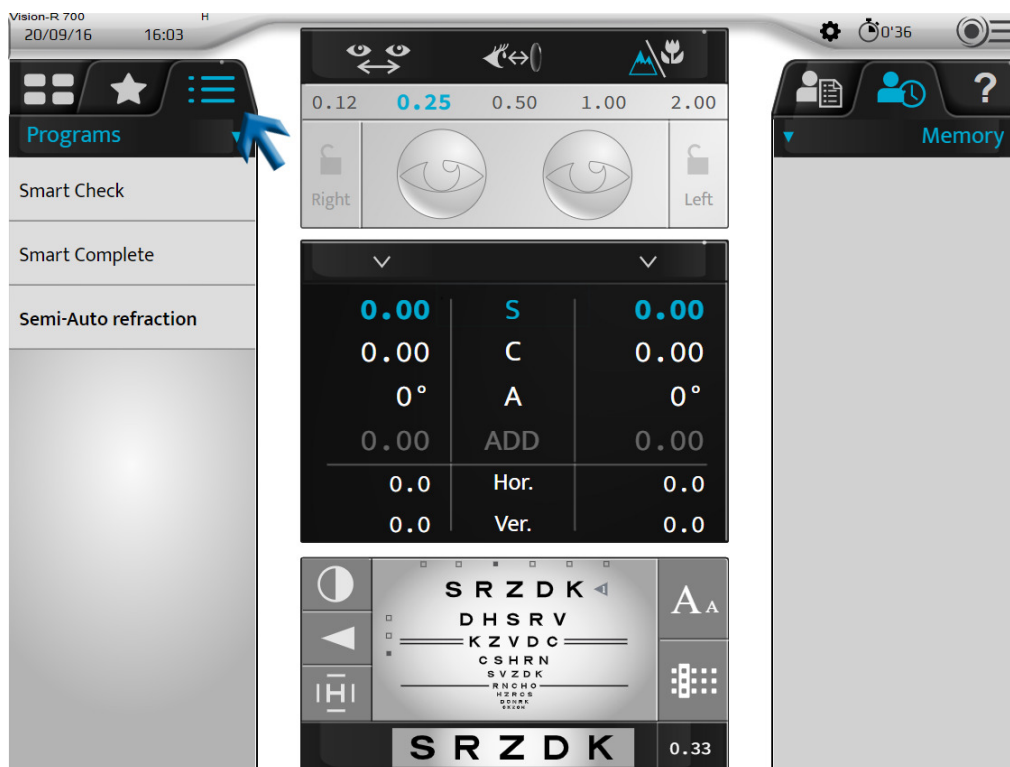 Vision-R 700
H
20/09/16 16:03
0'36
0.12 0.25 0.50 1.00 2.00
Programs
Memory
?
Right
Left
Smart Check
Smart Complete
Semi-Auto refraction
0.00 S 0.00
0.00 C 0.00
0° A 0°
0.00 ADD 0.00
0.0 Hor. 0.0
0.0 Ver. 0.0
S R Z D K
D H S R V
K Z V D C
C S H R N
S V Z D K
R N C H O
A A
H
S R Z D K
0.33